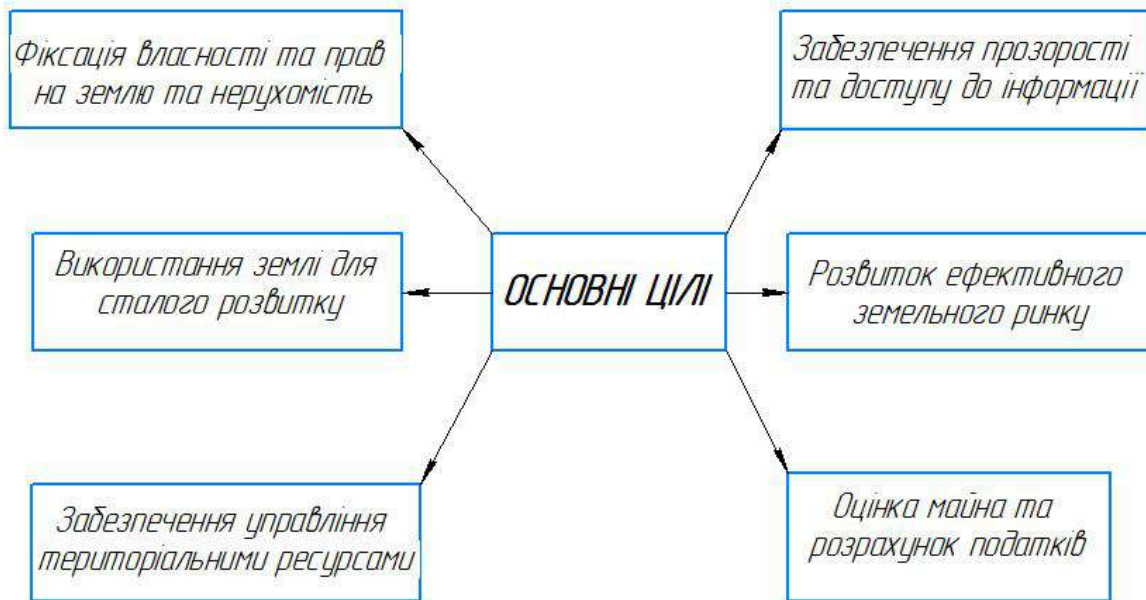 Фіксація власності та прав
на землю та нерухомість
Забезпечення прозорості
та доступу до інформації
Використання землі для
сталого розвитку
ОСНОВНІ ЦІЛІ
Розвиток ефективного
земельного ринку
Забезпечення управління
територіальними ресурсами
Оцінка майна та
розрахунок податків